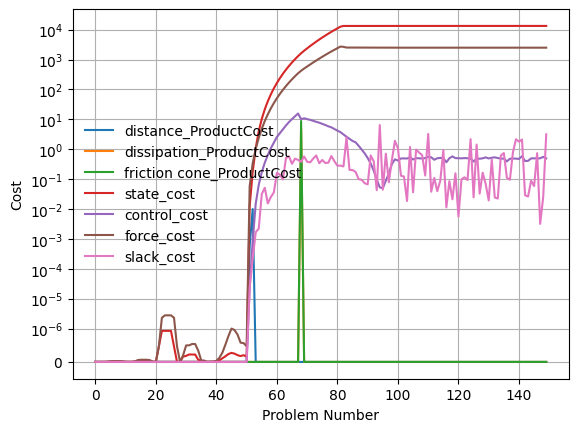 10⁴
10³
10²
10¹
10⁰
10⁻¹
10⁻²
10⁻³
10⁻⁴
10⁻⁵
10⁻⁶
0
Cost
distance_ProductCost
dissipation_ProductCost
friction cone_ProductCost
state_cost
control_cost
force_cost
slack_cost
0 20 40 60 80 100 120 140
Problem Number